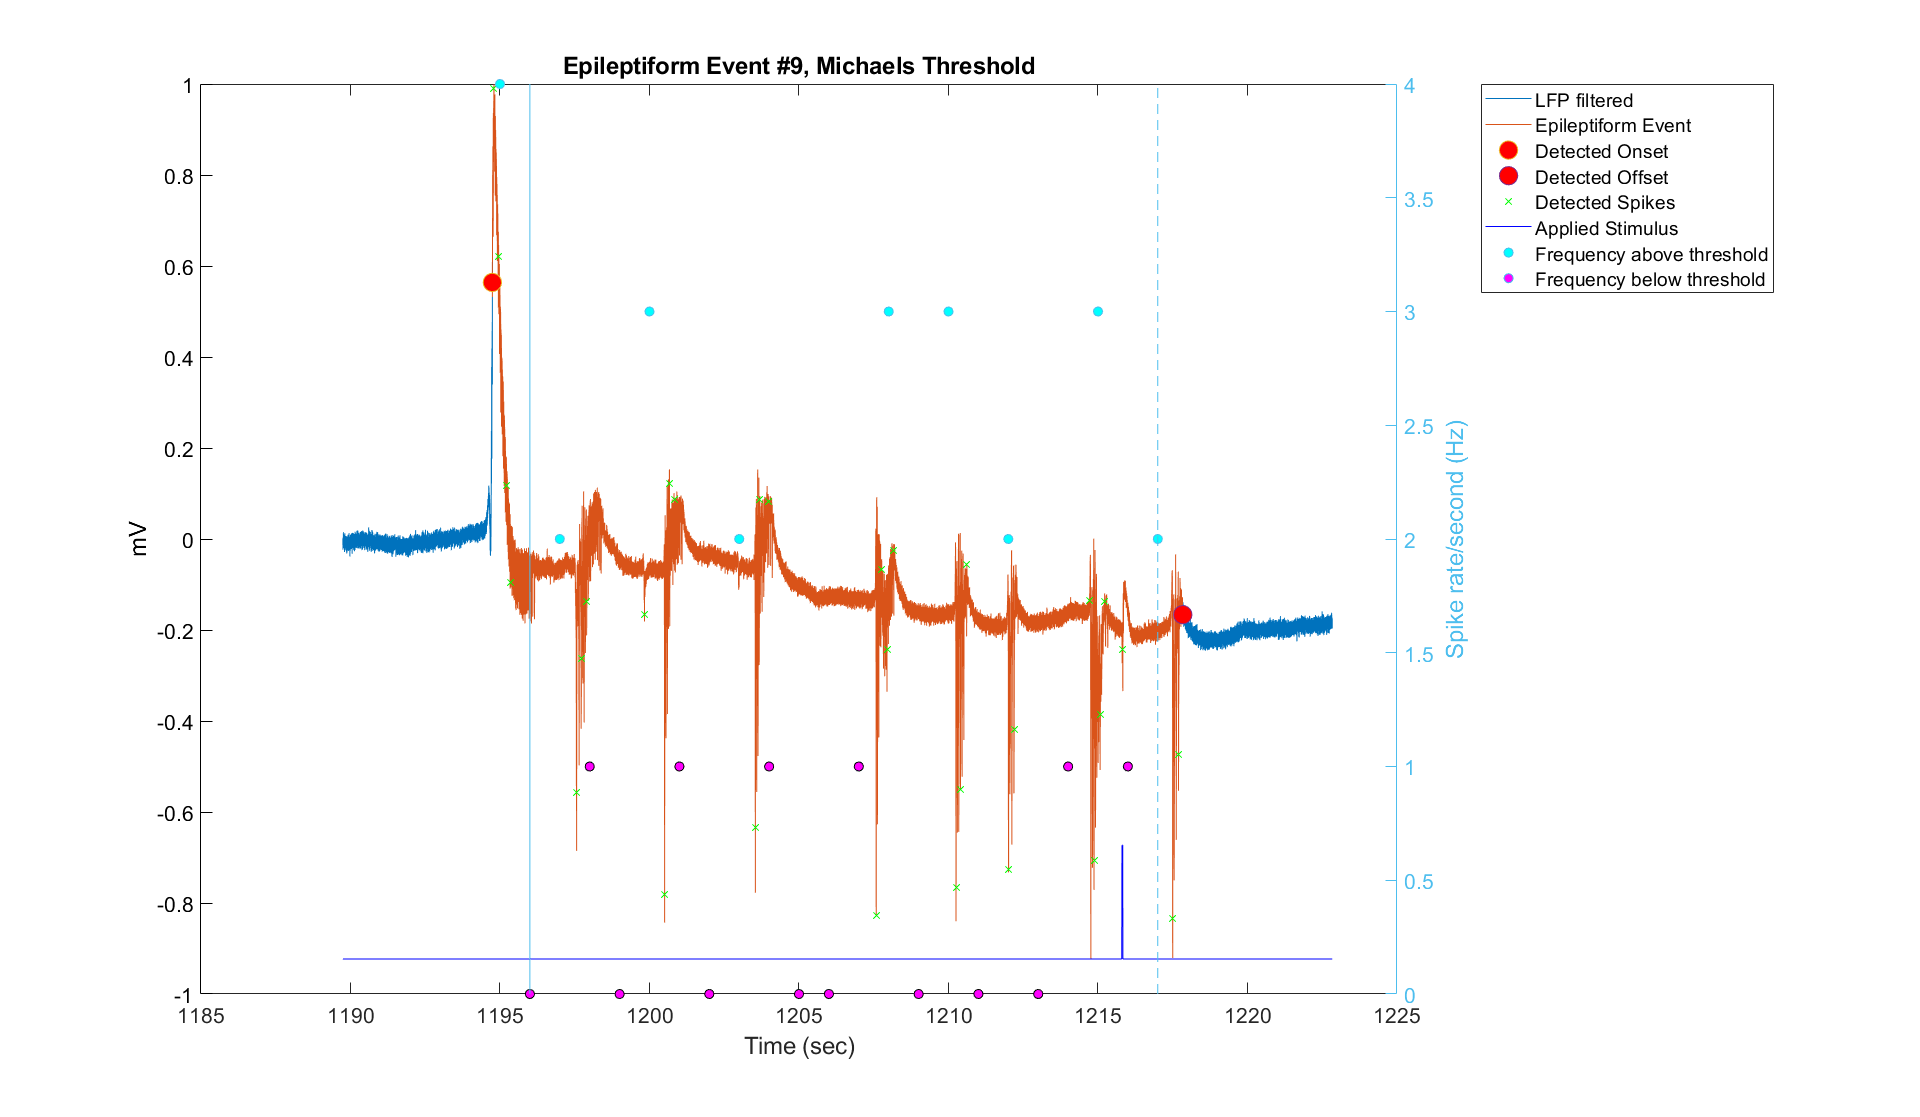 Epileptiform Event #9, Michaels Threshold
1
0.8
0.6
0.4
0.2
0
-0.2
-0.4
-0.6
-0.8
-1
mV
1185
1190
1195
1200
1205
1210
1215
1220
1225
Time (sec)
4
3.5
3
2.5
2
1.5
1
0.5
0
Spike rate/second (Hz)
LFP filtered
Epileptiform Event
Detected Onset
Detected Offset
Detected Spikes
Applied Stimulus
Frequency above threshold
Frequency below threshold